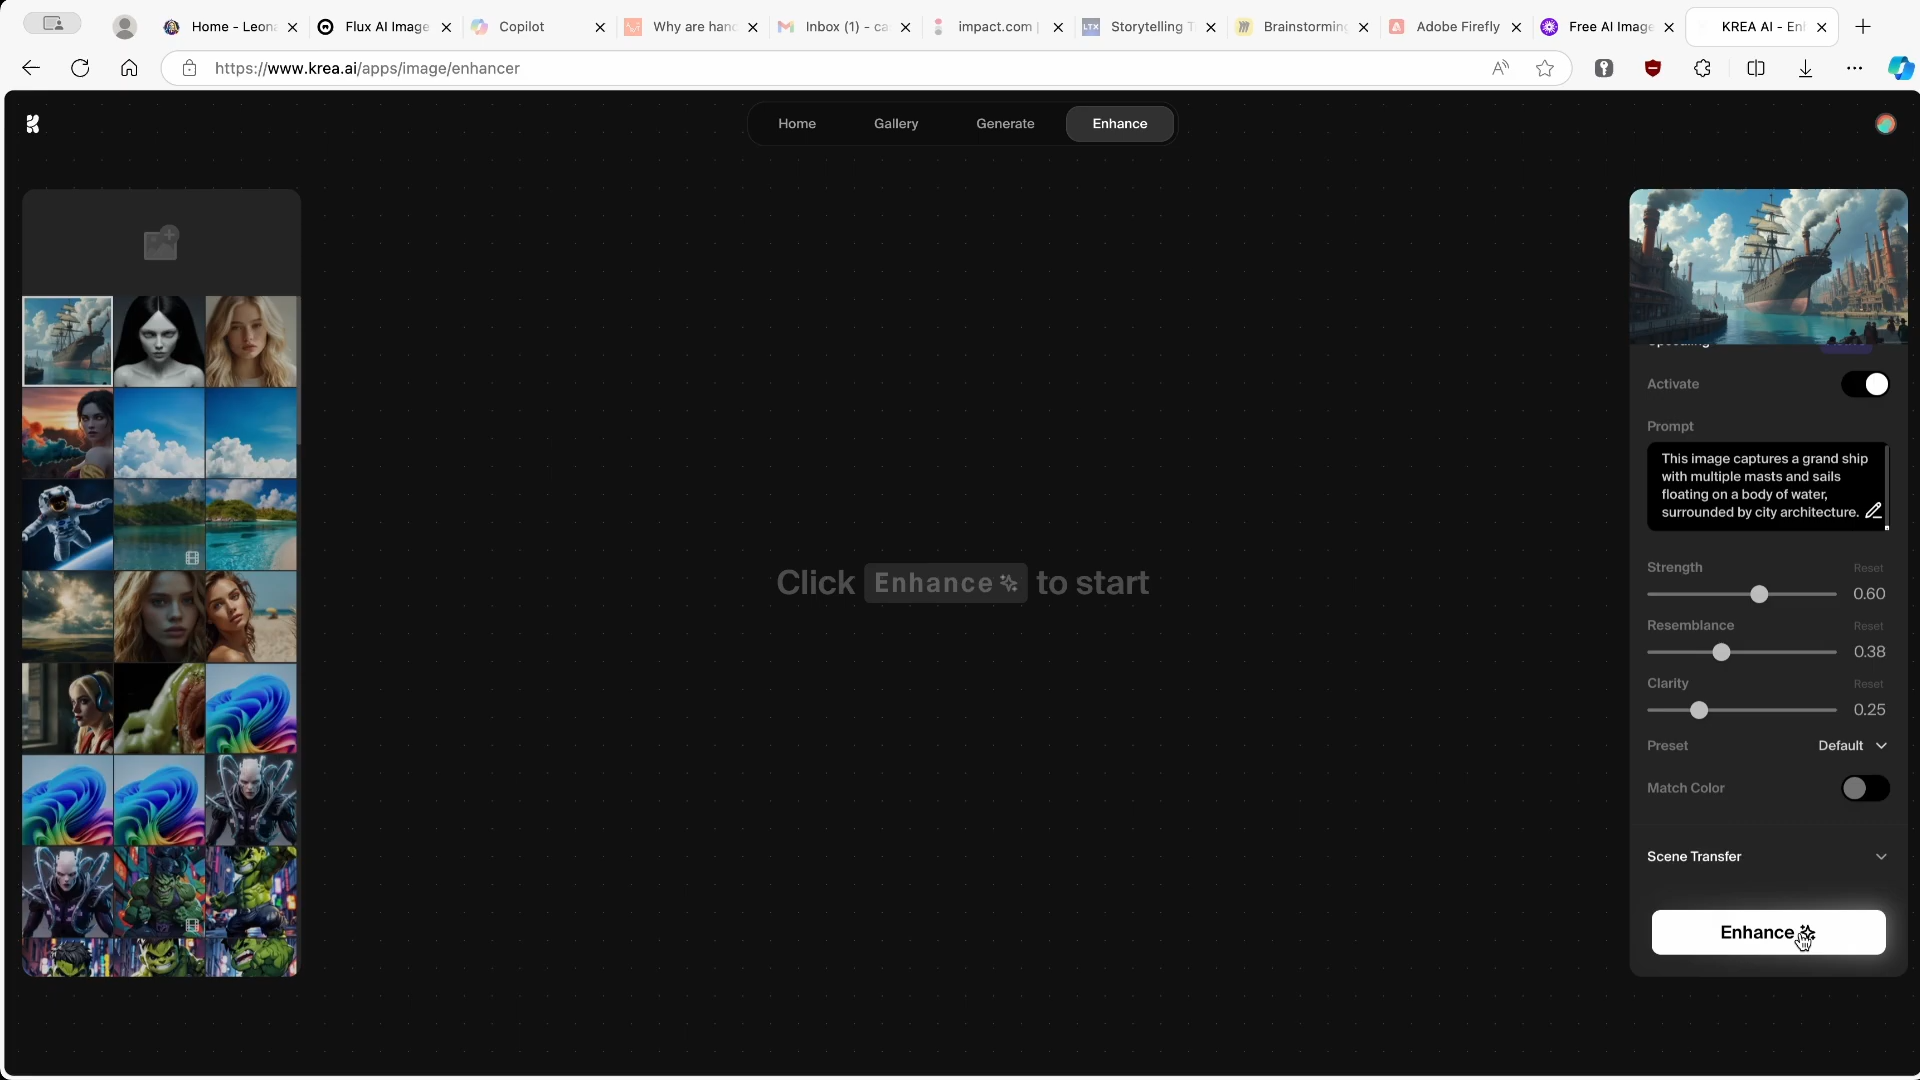 Home - Leona
Flux AI Image
Copilot
Why are hanc
Inbox (1) - ca
impact.com |
Storytelling T
Brainstorming
Adobe Firefly
Free AI Image
KREA AI - Enh
https://www.krea.ai/apps/image/enhancer
Home
Gallery
Generate
Enhance
Activate
Prompt
This image captures a grand ship
with multiple masts and sails
floating on a body of water,
surrounded by city architecture.
Click Enhance to start
Strength
Reset
0.60
Resemblance
Reset
0.38
Clarity
Reset
0.25
Preset
Default
Match Color
Scene Transfer
Enhance